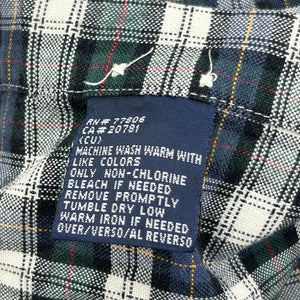 RN# 77806
CA# 20781
(CU)
MACHINE WASH WARM WITH
LIKE COLORS
ONLY NON-CHLORINE
BLEACH IF NEEDED
REMOVE PROMPTLY
TUMBLE DRY LOW
WARM IRON IF NEEDED
OVER/VERSO/AL REVERSO